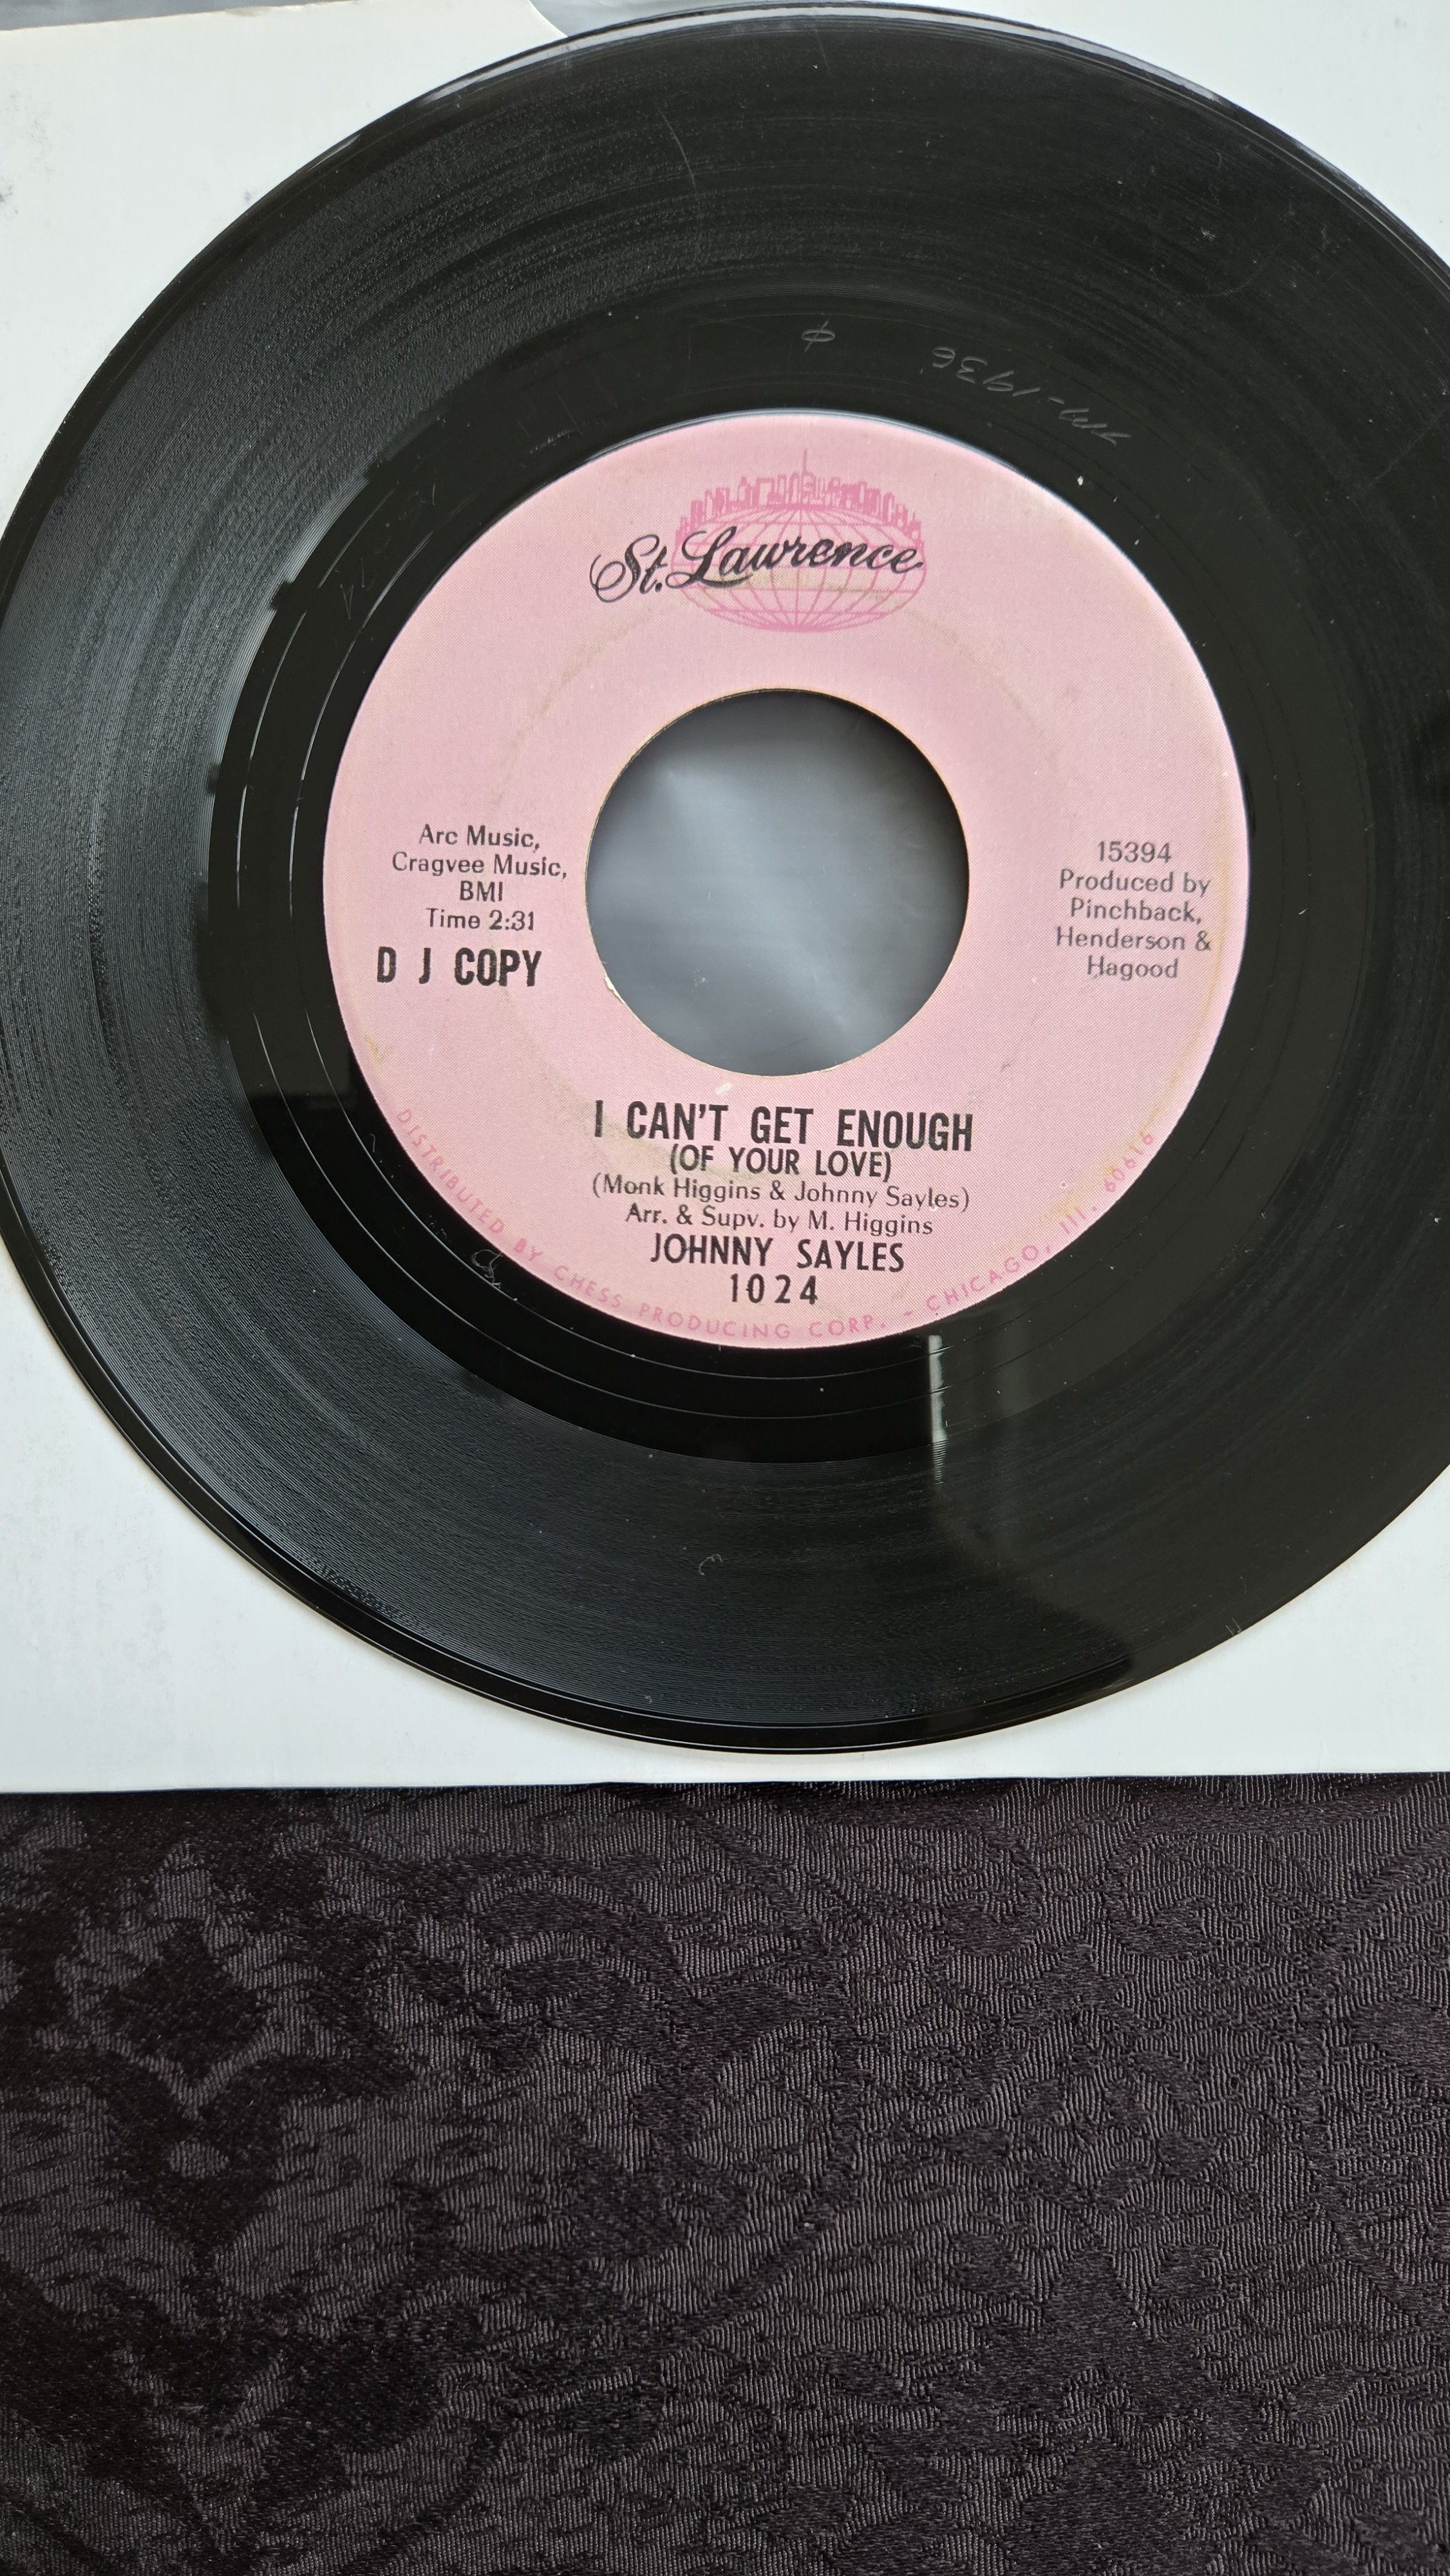 7M-1936
St. Lawrence
Arc Music,
Cragvee Music,
BMI
Time 2:31
D J COPY
15394
Produced by
Pinchback,
Henderson &
Hagood
I CAN'T GET ENOUGH
(OF YOUR LOVE)
(Monk Higgins & Johnny Sayles)
Arr. & Supv. by M. Higgins
JOHNNY SAYLES
1024
DISTRIBUTED BY CHESS PRODUCING CORP. - CHICAGO, Ill. 60616